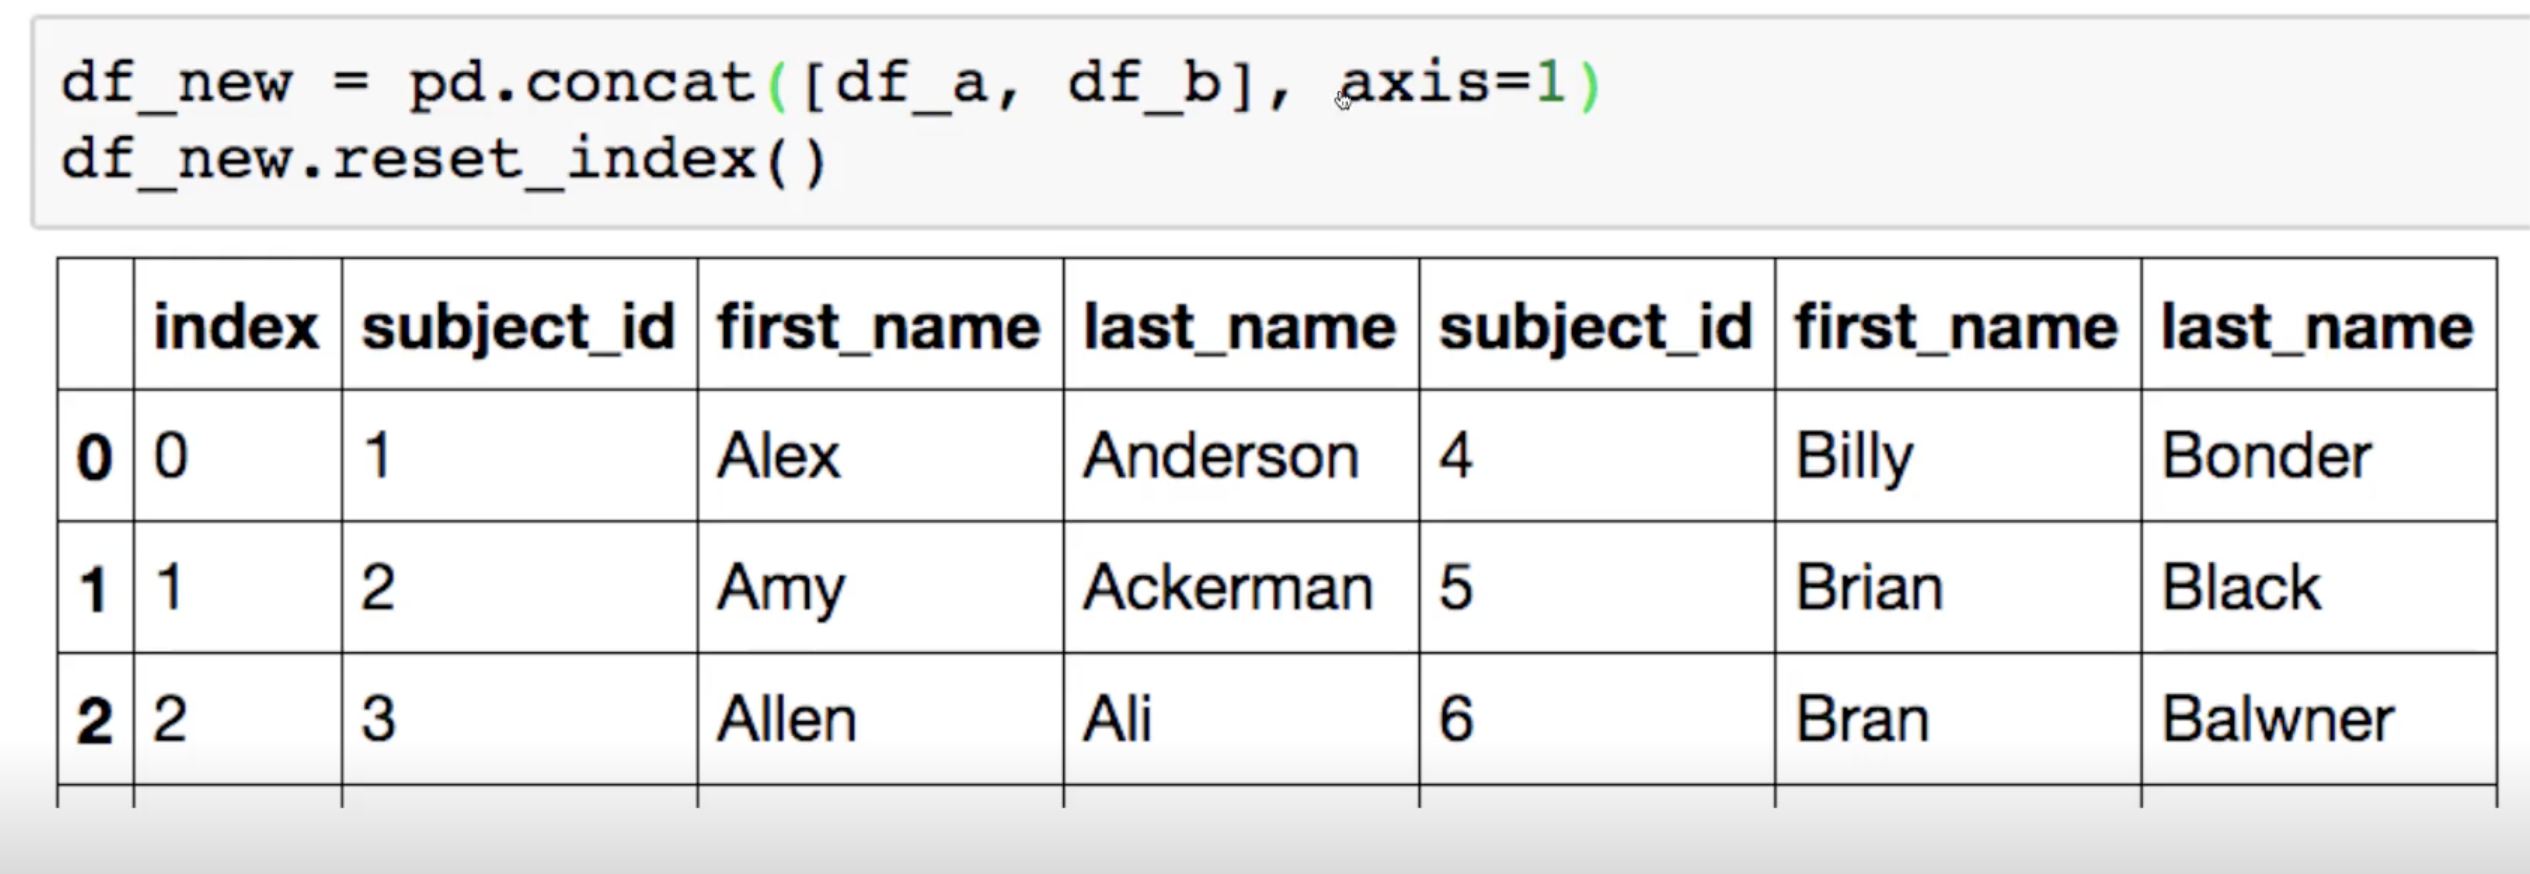 df_new = pd.concat([df_a, df_b], axis=1)
df_new.reset_index()
index subject_id first_name last_name subject_id first_name last_name
0 0 1 Alex Anderson 4 Billy Bonder
1 1 2 Amy Ackerman 5 Brian Black
2 2 3 Allen Ali 6 Bran Balwner